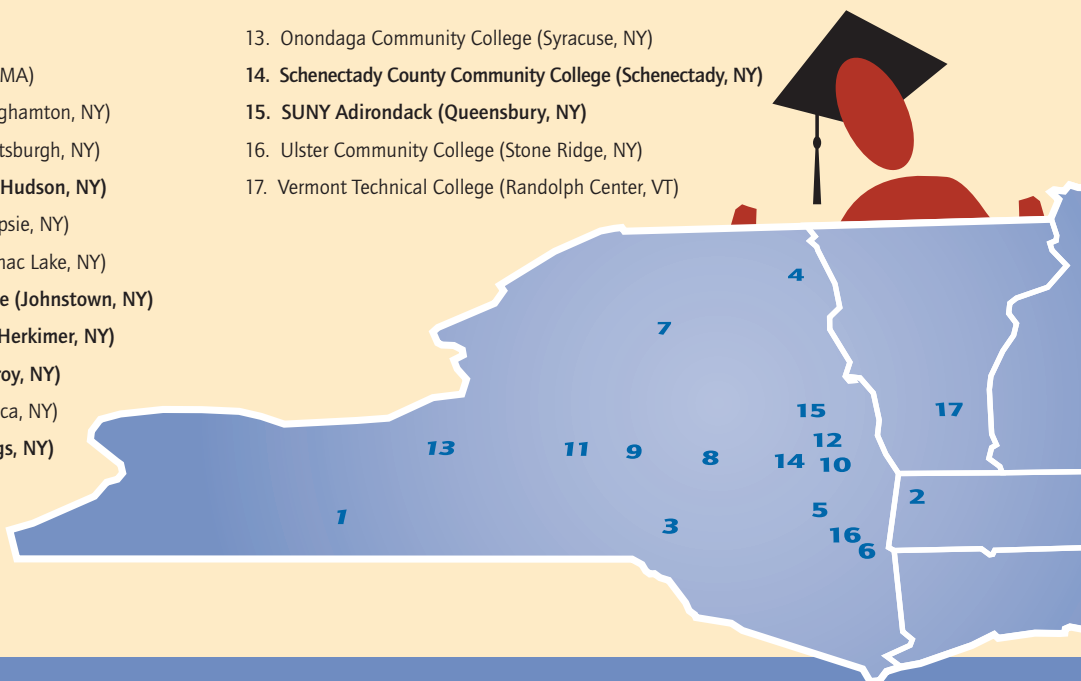 MA)
ghamton, NY)
tsburgh, NY)
Hudson, NY)
psie, NY)
nac Lake, NY)
e (Johnstown, NY)
Herkimer, NY)
oy, NY)
ca, NY)
gs, NY)
13. Onondaga Community College (Syracuse, NY)
14. Schenectady County Community College (Schenectady, NY)
15. SUNY Adirondack (Queensbury, NY)
16. Ulster Community College (Stone Ridge, NY)
17. Vermont Technical College (Randolph Center, VT)
4
7
15
17
12
13
11
9
8
14
10
2
5
1
3
16
6